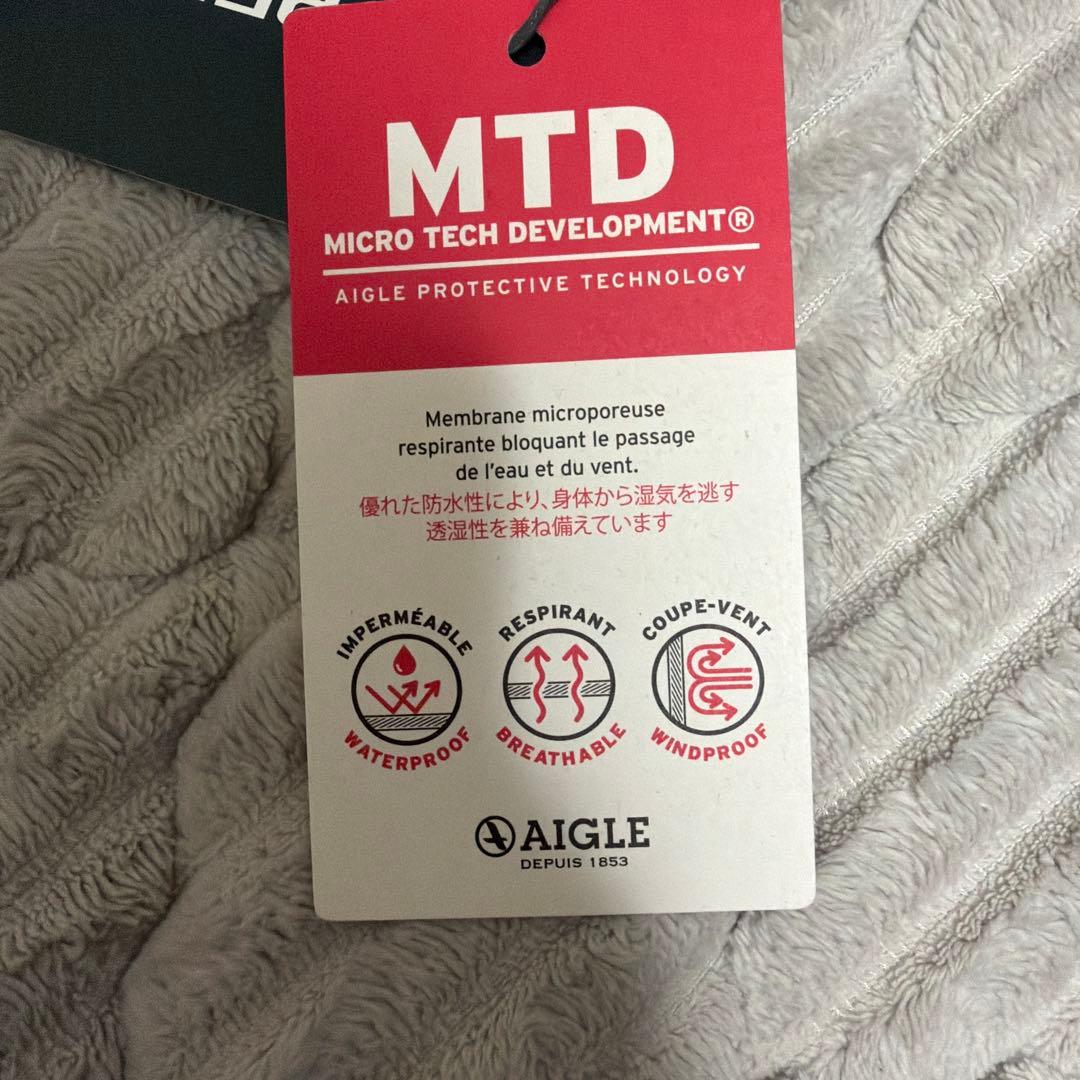 MTD
MICRO TECH DEVELOPMENT®
AIGLE PROTECTIVE TECHNOLOGY
Membrane microporeuse
respirante bloquant le passage
de l'eau et du vent.
優れた防水性により、身体から湿気を逃す
透湿性を兼ね備えています
IMPERMÉABLE
WATERPROOF
RESPIRANT
BREATHABLE
COUPE-VENT
WINDPROOF
AIGLE
DEPUIS 1853